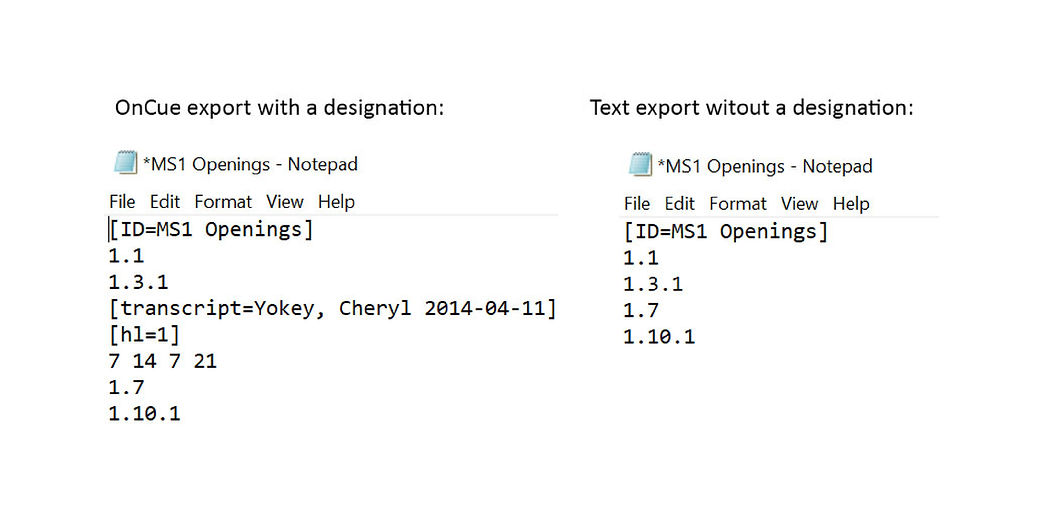 OnCue export with a designation:
*MS1 Openings - Notepad
File Edit Format View Help
[ID=MS1 Openings]
1.1
1.3.1
[transcript=Yokey, Cheryl 2014-04-11]
[hl=1]
7 14 7 21
1.7
1.10.1
Text export witout a designation:
*MS1 Openings - Notepad
File Edit Format View Help
[ID=MS1 Openings]
1.1
1.3.1
1.7
1.10.1